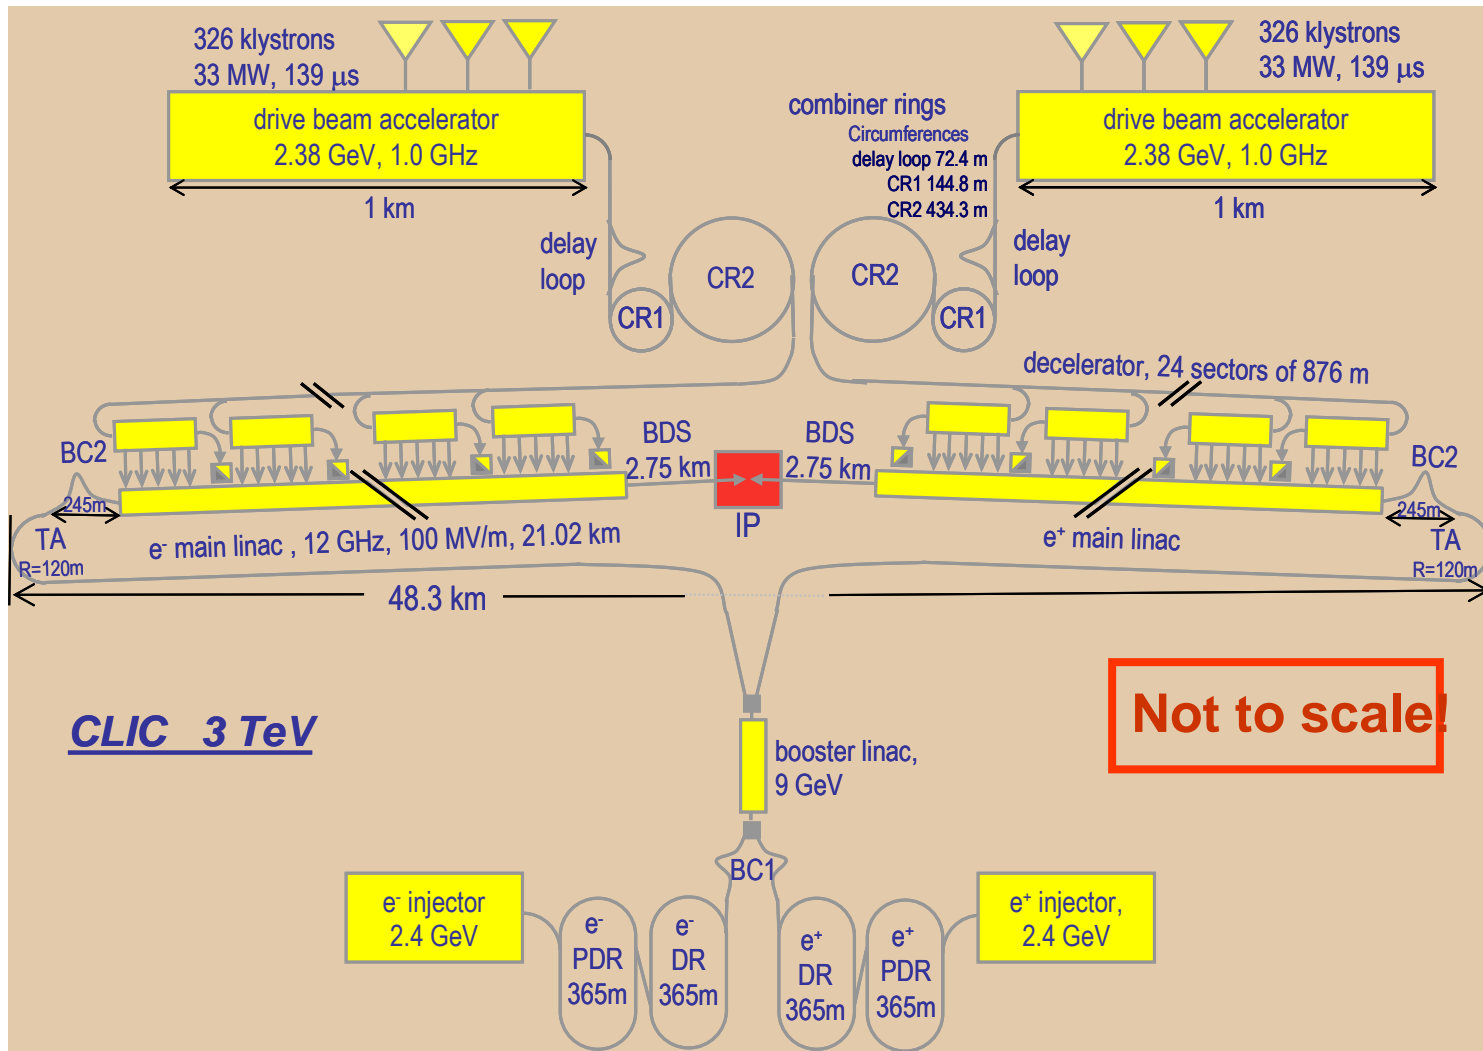 326 klystrons
33 MW, 139 μs
drive beam accelerator
2.38 GeV, 1.0 GHz
1 km
combiner rings
Circumferences
delay loop 72.4 m
CR1 144.8 m
CR2 434.3 m
326 klystrons
33 MW, 139 μs
drive beam accelerator
2.38 GeV, 1.0 GHz
1 km
delay
loop
CR1
CR2
CR2
CR1
delay
loop
decelerator, 24 sectors of 876 m
BC2
245m
TA
R=120m
BDS
2.75 km
IP
BDS
2.75 km
BC2
245m
TA
R=120m
e⁻ main linac , 12 GHz, 100 MV/m, 21.02 km
e⁺ main linac
48.3 km
CLIC 3 TeV
Not to scale!
booster linac,
9 GeV
BC1
e⁻ injector
2.4 GeV
e⁻
PDR
365m
e⁻
DR
365m
e⁺
DR
365m
e⁺
PDR
365m
e⁺ injector,
2.4 GeV